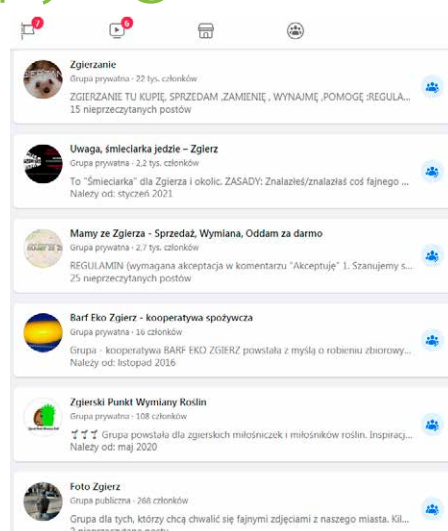 7
6
Zgierzanie
Grupa prywatna · 22 tys. członków
ZGIERZANIE TU KUPIĘ, SPRZEDAM ,ZAMIENIĘ , WYNAJMĘ ,POMOGĘ :REGULA...
15 nieprzeczytanych postów
Uwaga, śmieciarka jedzie – Zgierz
Grupa prywatna · 2,2 tys. członków
To "Śmieciarka" dla Zgierza i okolic. ZASADY: Znalazłeś/znalazłaś coś fajnego ...
Należy od: styczeń 2021
Mamy ze Zgierza - Sprzedaż, Wymiana, Oddam za darmo
Grupa prywatna · 2,7 tys. członków
REGULAMIN (wymagana akceptacja w komentarzu "Akceptuję" 1. Szanujemy s...
25 nieprzeczytanych postów
Barf Eko Zgierz - kooperatywa spożywcza
Grupa prywatna · 16 członków
Grupa - kooperatywa BARF EKO ZGIERZ powstała z myślą o robieniu zbiorowy...
Należy od: listopad 2016
Zgierski Punkt Wymiany Roślin
Grupa prywatna · 108 członków
Grupa powstała dla zgierskich miłośniczek i miłośników roślin. Inspiracj...
Należy od: maj 2020
Foto Zgierz
Grupa publiczna · 268 członków
Grupa dla tych, którzy chcą chwalić się fajnymi zdjęciami z naszego miasta. Kil...